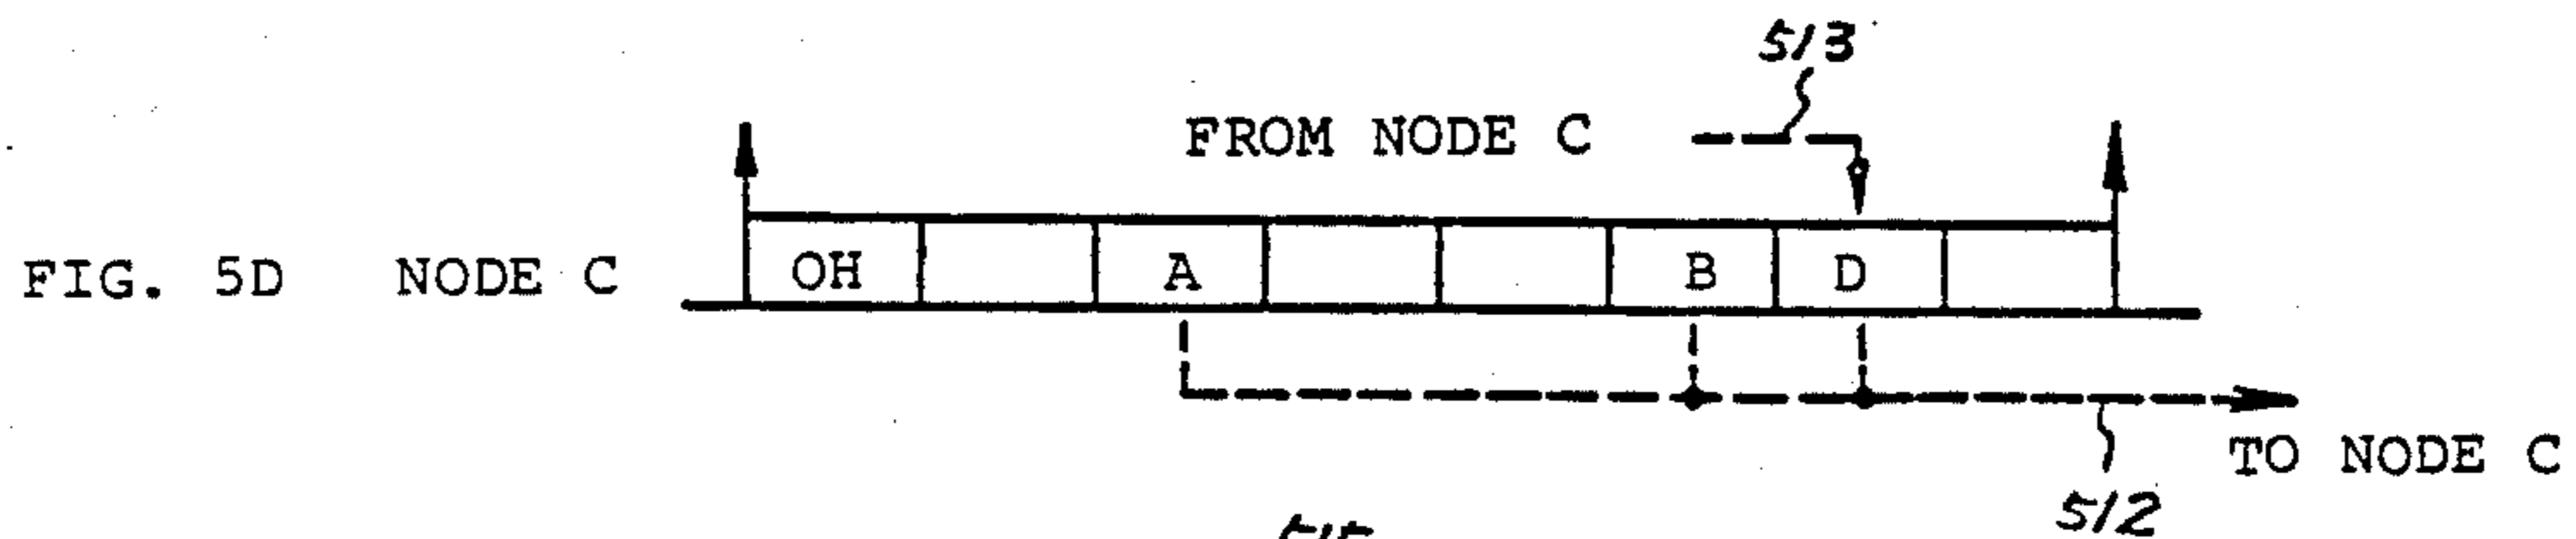 513
FROM NODE C
FIG. 5D NODE C OH A B D
TO NODE C
512